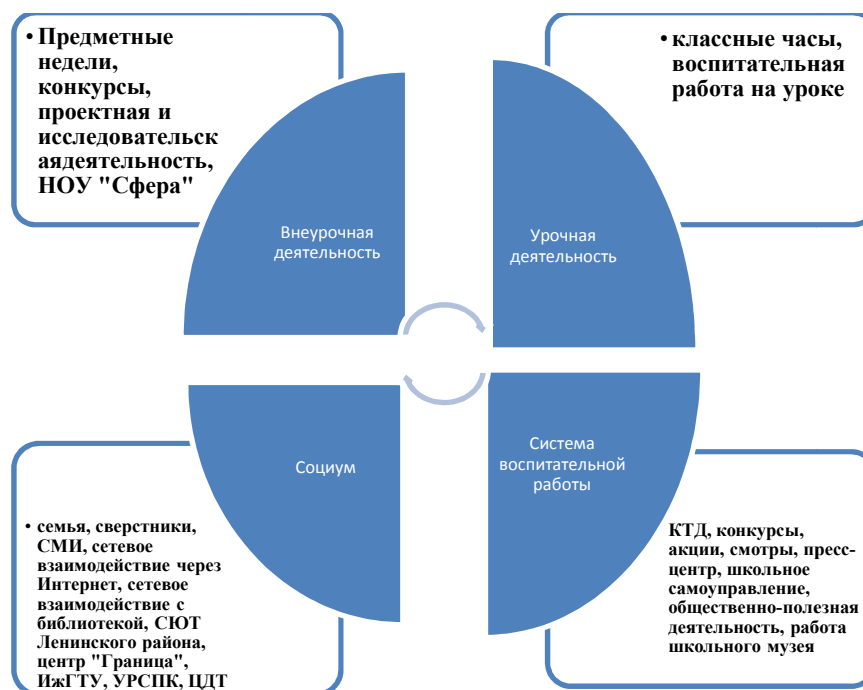 • Предметные
недели,
конкурсы,
проектная и
исследовательск
аядеятельность,
НОУ "Сфера"
• классные часы,
воспитательная
работа на уроке
Внеурочная
деятельность
Урочная
деятельность
Социум
Система
воспитательной
работы
• семья, сверстники,
СМИ, сетевое
взаимодействие через
Интернет, сетевое
взаимодействие с
библиотекой, СЮТ
Ленинского района,
центр "Граница",
ИжГТУ, УРСПК, ЦДТ
КТД, конкурсы,
акции, смотры, пресс-
центр, школьное
самоуправление,
общественно-полезная
деятельность, работа
школьного музея